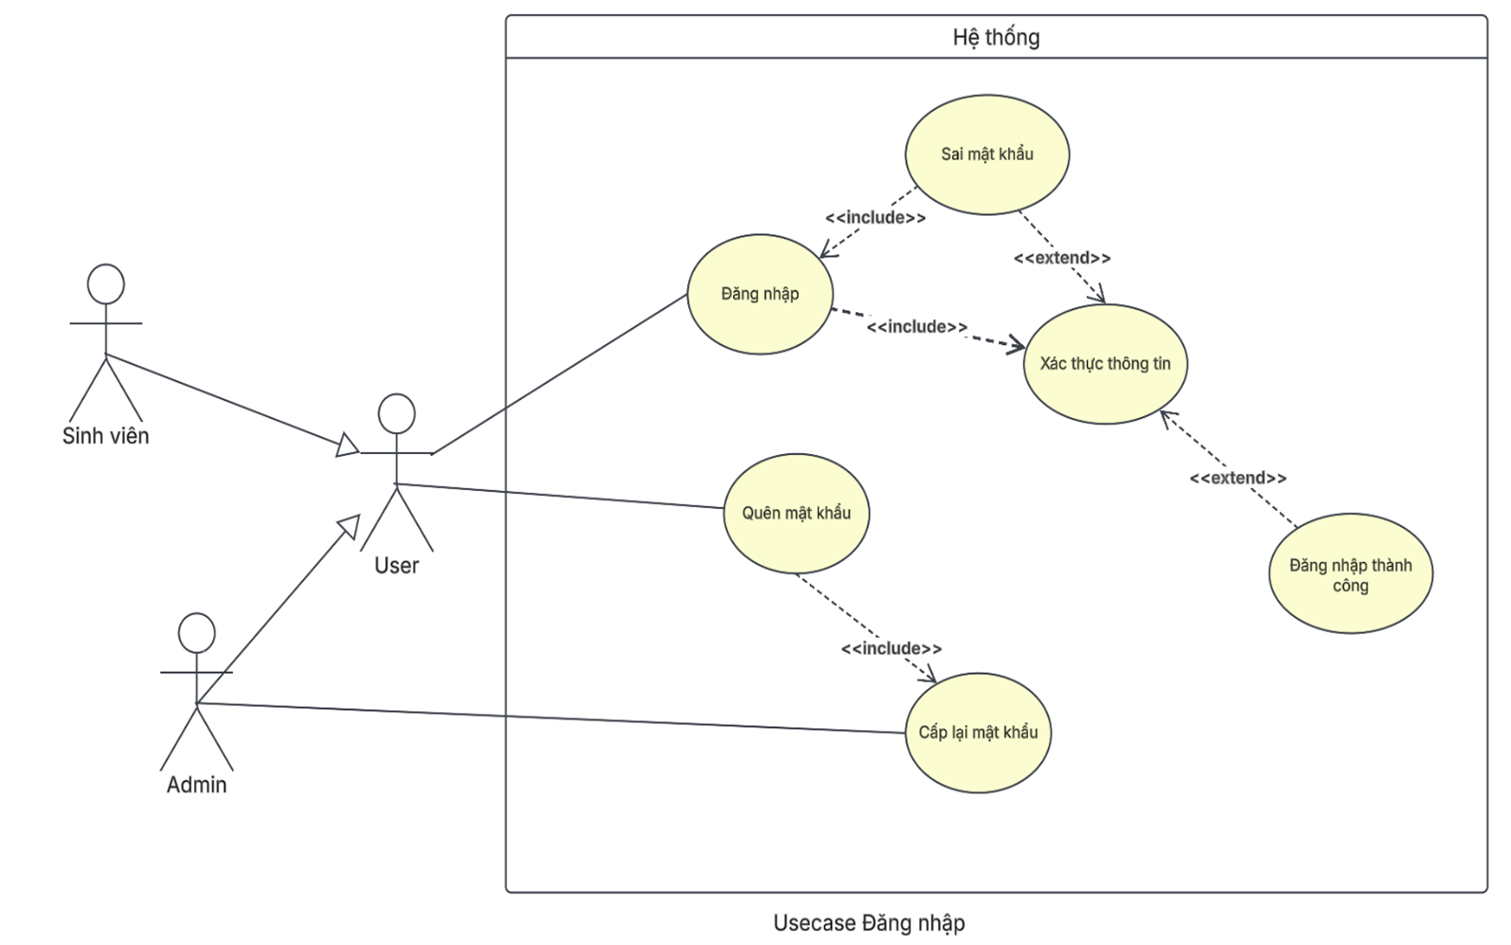 Hệ thống
Sai mật khẩu
<<include>>
<<extend>>
Đăng nhập
<<include>>
Xác thực thông tin
Sinh viên
<<extend>>
Quên mật khẩu
User
Đăng nhập thành
công
<<include>>
Cấp lại mật khẩu
Admin
Usecase Đăng nhập